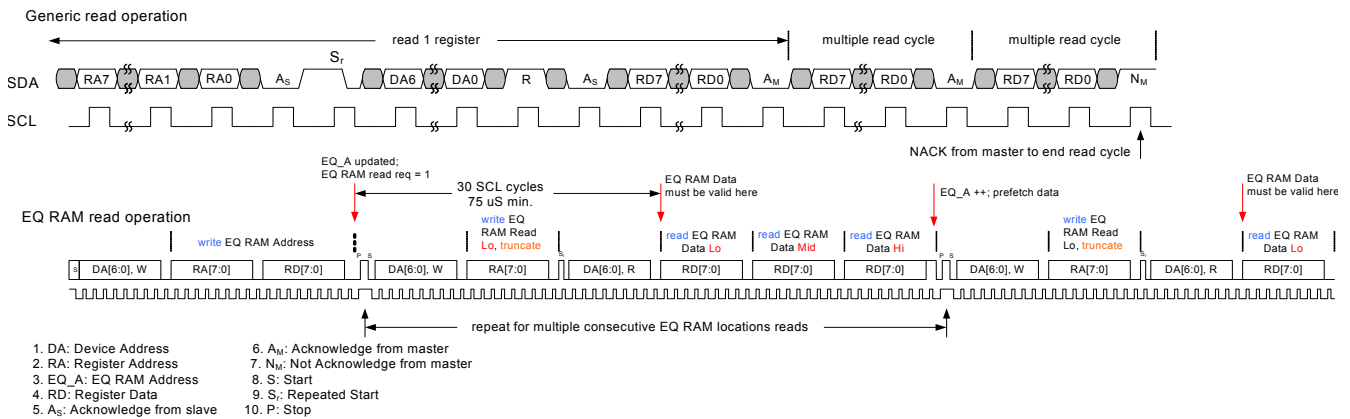 Generic read operation
read 1 register
multiple read cycle
multiple read cycle
Sr
SDA
RA7 RA1 RA0 AS DA6 DA0 R AS RD7 RD0 AM RD7 RD0 AM RD7 RD0 NM
SCL
NACK from master to end read cycle
EQ_A updated;
EQ RAM read req = 1
30 SCL cycles
75 uS min.
EQ RAM Data
must be valid here
EQ_A ++; prefetch data
EQ RAM Data
must be valid here
EQ RAM read operation
write EQ RAM Address
write EQ
RAM Read
Lo, truncate
read EQ RAM
Data Lo
read EQ RAM
Data Mid
read EQ RAM
Data Hi
write EQ
RAM Read
Lo, truncate
read EQ RAM
Data Lo
P S Sr P S Sr
S DA[6:0], W RA[7:0] RD[7:0] DA[6:0], W RA[7:0] DA[6:0], R RD[7:0] RD[7:0] RD[7:0] DA[6:0], W RA[7:0] DA[6:0], R RD[7:0]
repeat for multiple consecutive EQ RAM locations reads
1. DA: Device Address
2. RA: Register Address
3. EQ_A: EQ RAM Address
4. RD: Register Data
5. AS: Acknowledge from slave
6. AM: Acknowledge from master
7. NM: Not Acknowledge from master
8. S: Start
9. Sr: Repeated Start
10. P: Stop